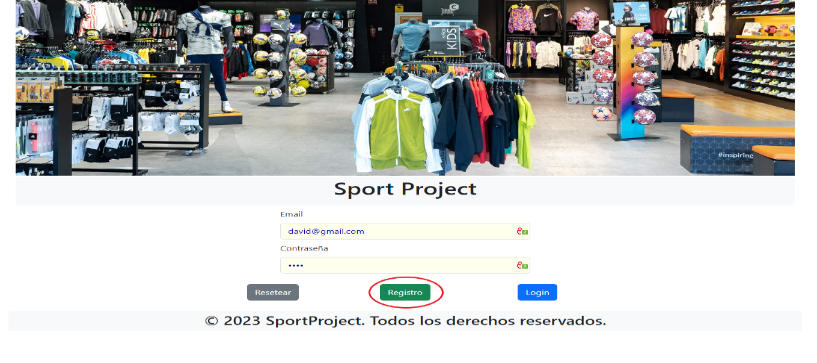 KIDS
#inspiring
Sport Project
Email
david@gmail.com
Contraseña
••••
Resetear
Registro
Login
© 2023 SportProject. Todos los derechos reservados.